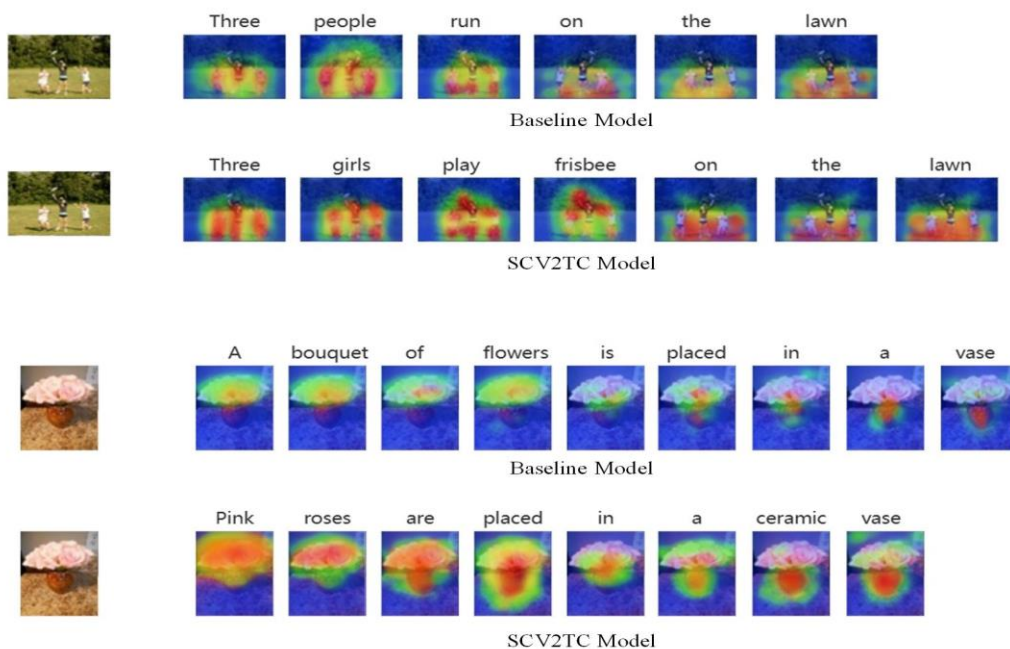 Three people run on the lawn
Baseline Model
Three girls play frisbee on the lawn
SCV2TC Model
A bouquet of flowers is placed in a vase
Baseline Model
Pink roses are placed in a ceramic vase
SCV2TC Model